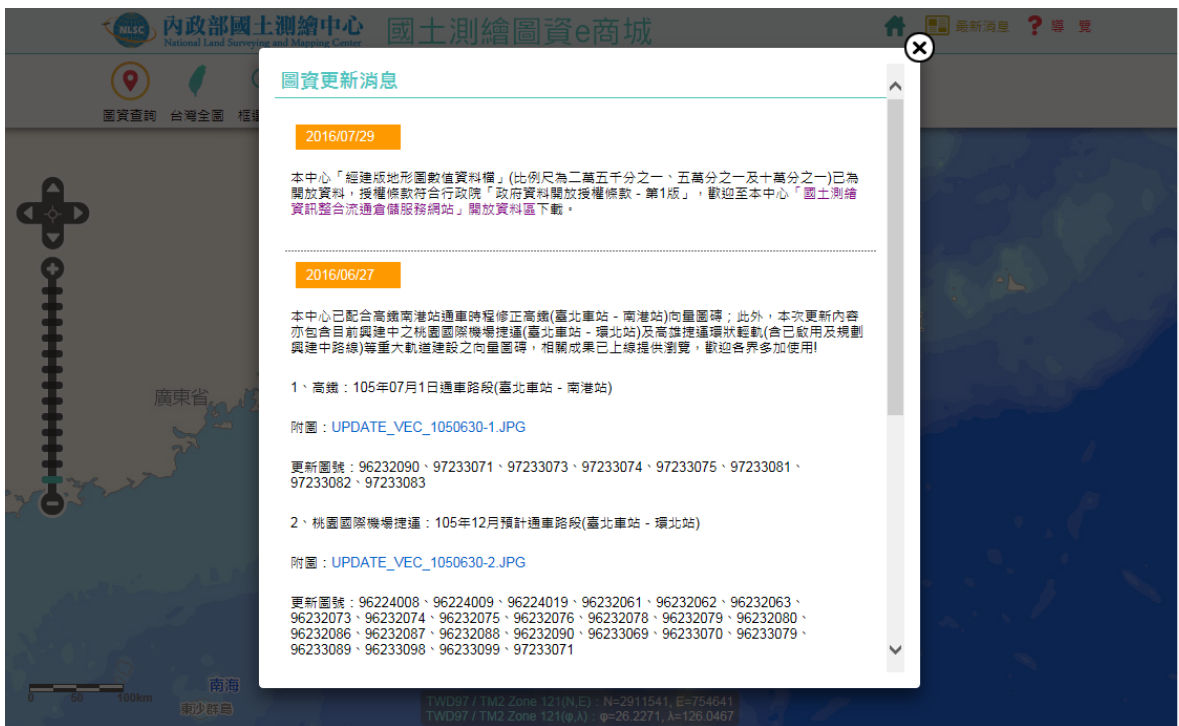 NLSC
內政部國土測繪中心
National Land Surveying and Mapping Center
國土測繪圖資e商城
最新消息
導 覽
圖資查詢
台灣全圖
圖資更新消息
2016/07/29
本中心「經建版地形圖數值資料檔」(比例尺為二萬五千分之一、五萬分之一及十萬分之一)已為
開放資料,授權條款符合行政院「政府資料開放授權條款 - 第1版」,歡迎至本中心「國土測繪
資訊整合流通倉儲服務網站」開放資料區下載。
2016/06/27
本中心已配合高鐵南港站通車時程修正高鐵(臺北車站 - 南港站)向量圖磚;此外,本次更新內容
亦包含目前興建中之桃園國際機場捷運(臺北車站 - 環北站)及高雄捷運環狀輕軌(含已啟用及規劃
興建中路線)等重大軌道建設之向量圖磚,相關成果已上線提供瀏覽,歡迎各界多加使用!
1、高鐵:105年07月1日通車路段(臺北車站 - 南港站)
附圖:UPDATE_VEC_1050630-1.JPG
更新圖號:96232090、97233071、97233073、97233074、97233075、97233081、
97233082、97233083
2、桃園國際機場捷運:105年12月預計通車路段(臺北車站 - 環北站)
附圖:UPDATE_VEC_1050630-2.JPG
更新圖號:96224008、96224009、96224019、96232061、96232062、96232063、
96232073、96232074、96232075、96232076、96232078、96232079、96232080、
96232086、96232087、96232088、96232090、96233069、96233070、96233079、
96233089、96233098、96233099、97233071
廣東省
南海
東沙群島
0 50 100km
TWD97 / TM2 Zone 121(N,E) : N=2911541, E=754641
TWD97 / TM2 Zone 121(φ,λ) : φ=26.2271, λ=126.0467